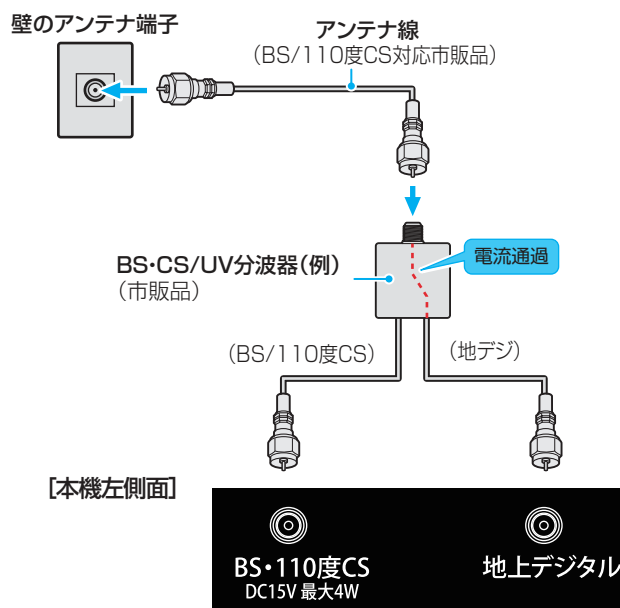 壁のアンテナ端子
アンテナ線
（BS/110度CS対応市販品）
BS・CS/UV分波器（例）
（市販品）
電流通過
（BS/110度CS）
（地デジ）
［本機左側面］
BS・110度CS
DC15V 最大4W
地上デジタル